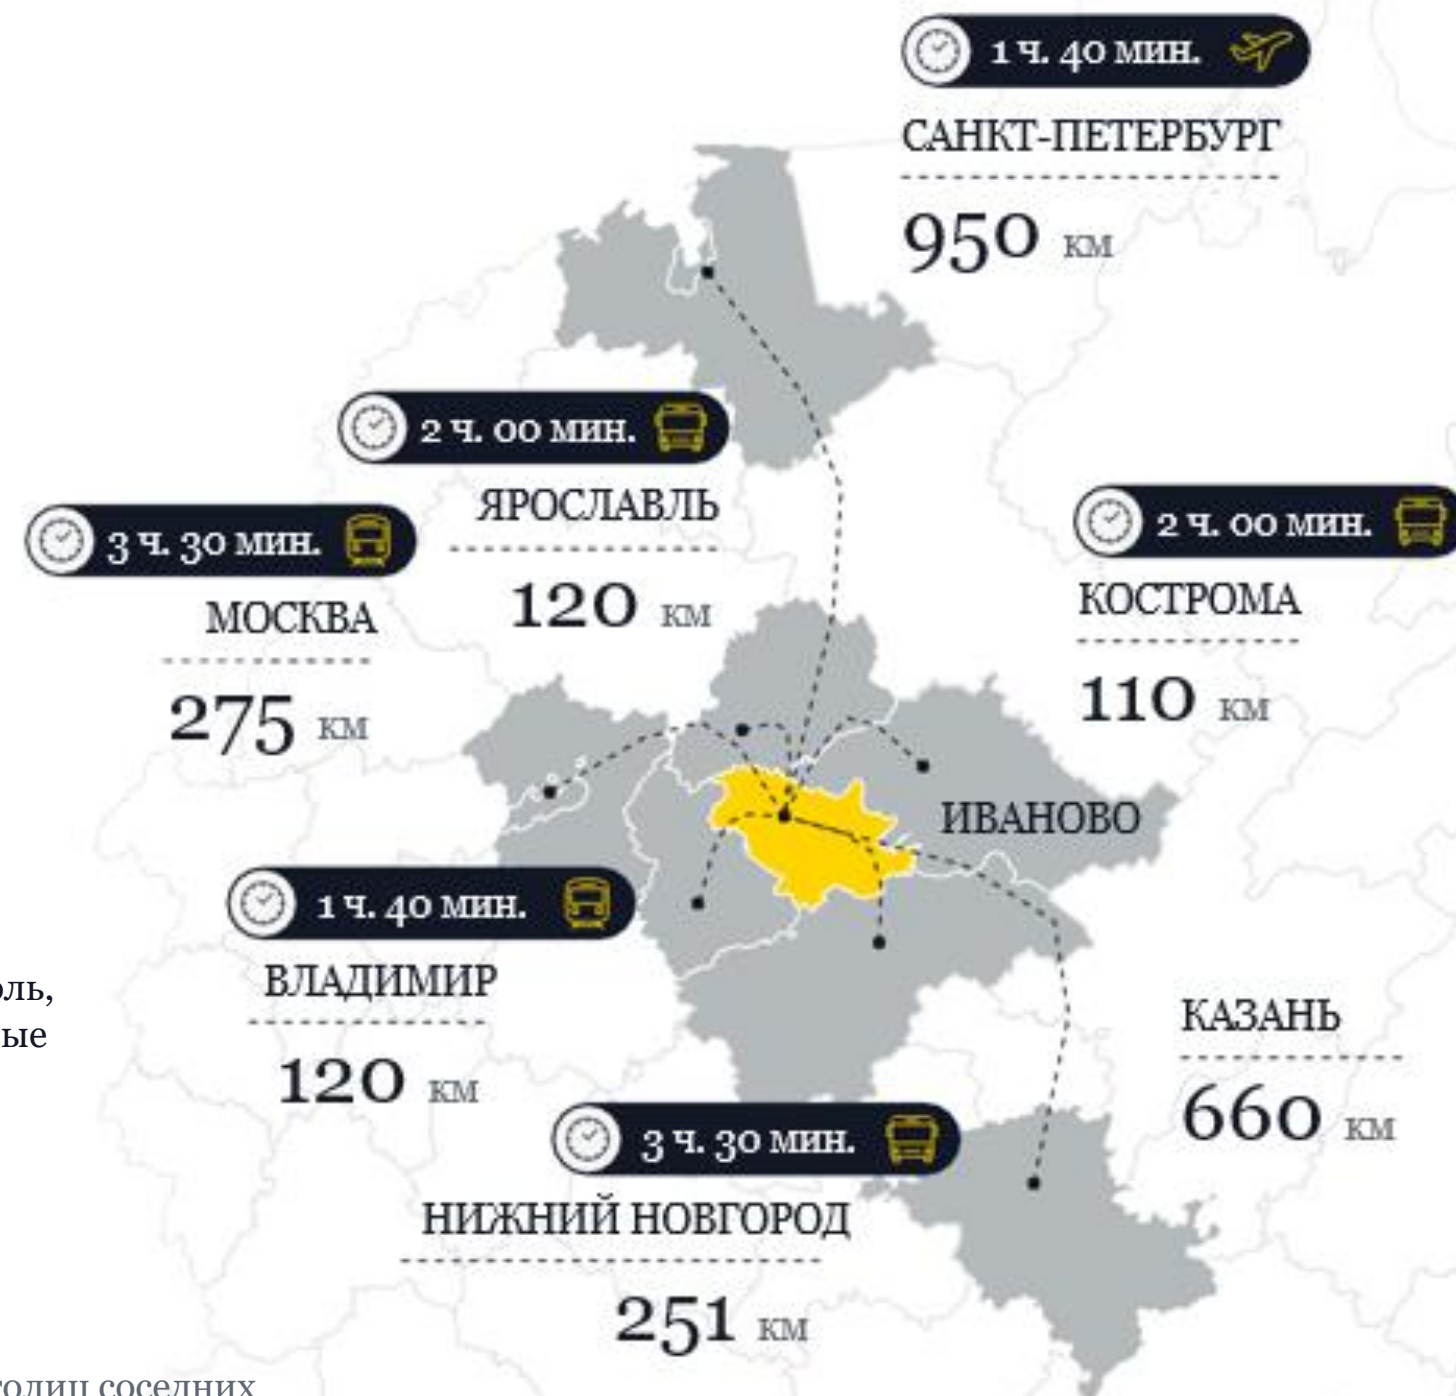 1 ч. 40 мин.
САНКТ-ПЕТЕРБУРГ
950 км
2 ч. 00 мин.
ЯРОСЛАВЛЬ
120 км
3 ч. 30 мин.
МОСКВА
275 км
2 ч. 00 мин.
КОСТРОМА
110 км
ИВАНОВО
1 ч. 40 мин.
ВЛАДИМИР
120 км
КАЗАНЬ
660 км
3 ч. 30 мин.
НИЖНИЙ НОВГОРОД
251 км
соседних